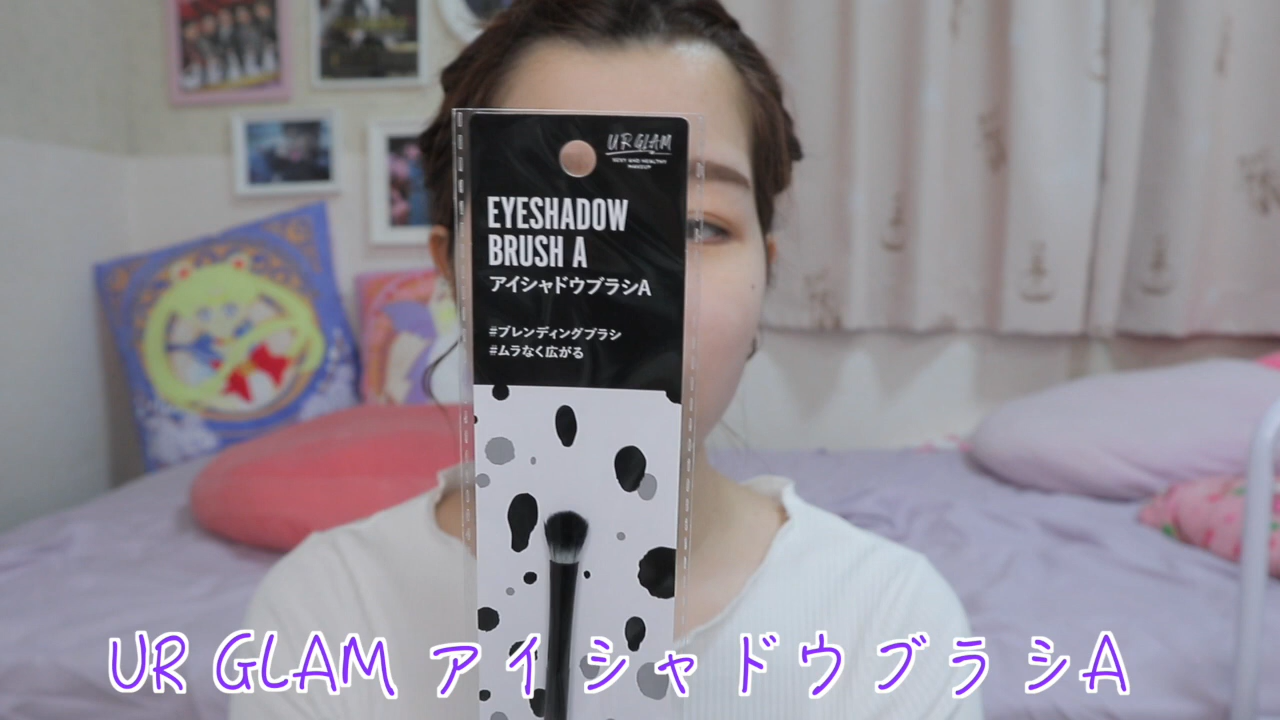 UR GLAM
SEXY AND HEALTHY
MAKEUP
EYESHADOW
BRUSH A
アイシャドウブラシA
#ブレンディングブラシ
#ムラなく広がる
UR GLAM アイシャドウブラシA